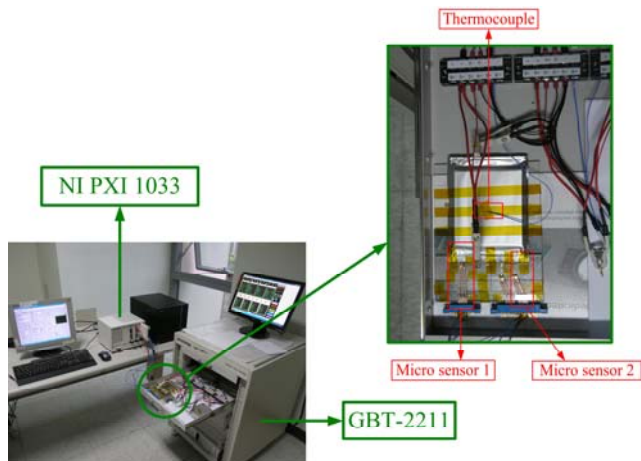 Thermocouple
NI PXI 1033
Micro sensor 1
Micro sensor 2
GBT-2211